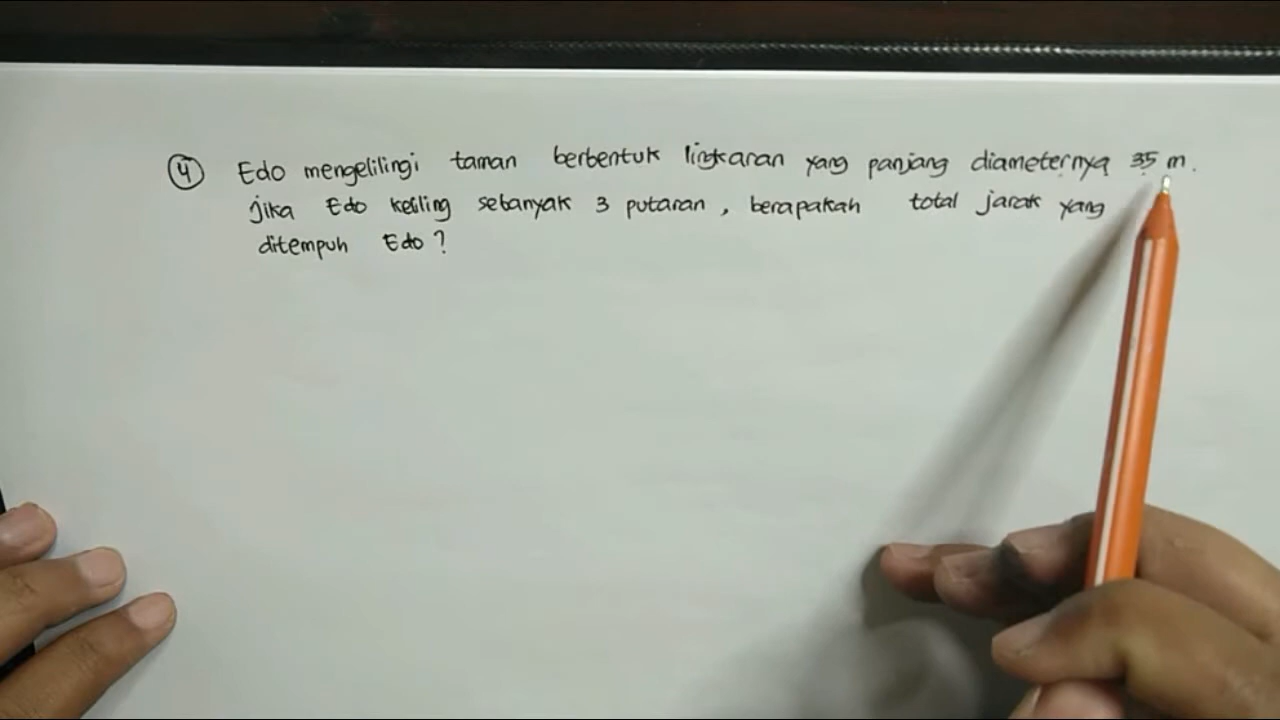 4 Edo mengelilingi taman berbentuk lingkaran yang panjang diameternya 35 m.
jika Edo keliling sebanyak 3 putaran, berapakah total jarak yang
ditempuh Edo?